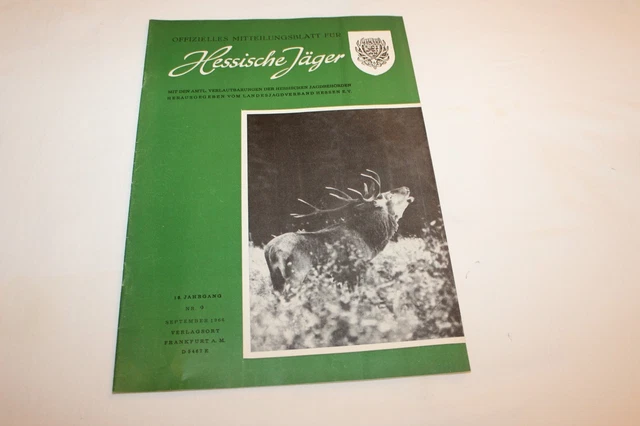 OFFIZIELLES MITTEILUNGSBLATT FÜR
Hessische Jäger
MIT DEN AMTL. VERLAUTBARUNGEN DER HESSISCHEN JAGDBEHÖRDEN
HERAUSGEGEBEN VOM LANDESJAGDVERBAND HESSEN E.V.
JAHRGANG
NR.
SEPTEMBER
VERLAGSORT
FRANKFURT A. M.